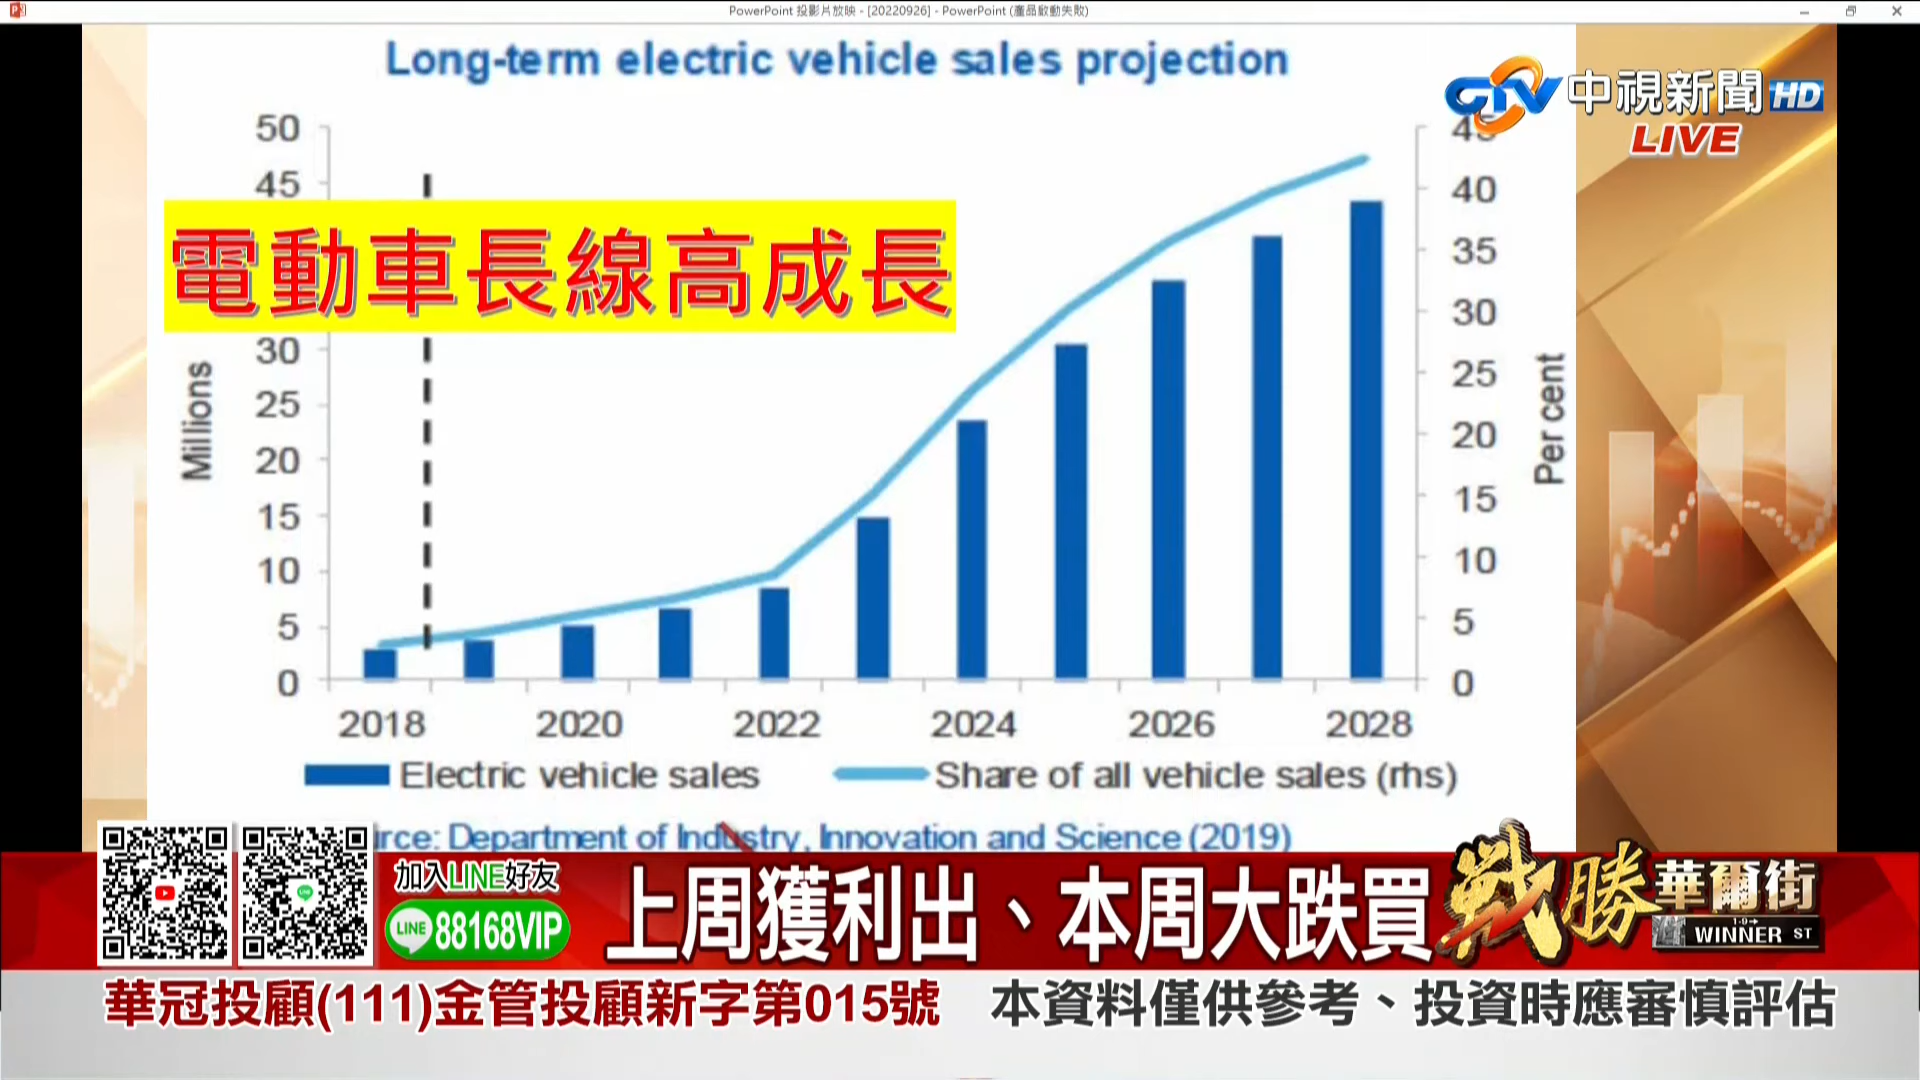 PowerPoint 投影片放映 - [20220926] - PowerPoint (產品啟動失敗)
Long-term electric vehicle sales projection
CTV 中視新聞 HD
LIVE
50
45
30
25
20
15
10
5
0
Millions
電動車長線高成長
45
40
35
30
25
20
15
10
5
0
Per cent
2018 2020 2022 2024 2026 2028
Electric vehicle sales Share of all vehicle sales (rhs)
urce: Department of Industry, Innovation and Science (2019)
加入LINE好友
LINE 88168VIP
上周獲利出、本周大跌買
戰勝華爾街
WINNER ST
華冠投顧(111)金管投顧新字第015號 本資料僅供參考、投資時應審慎評估